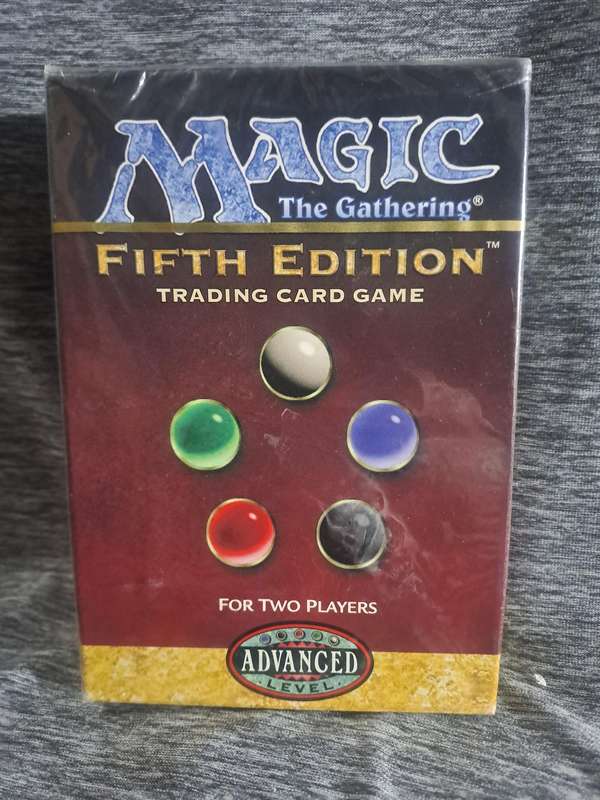 MAGIC
The Gathering®
FIFTH EDITION™
TRADING CARD GAME
FOR TWO PLAYERS
ADVANCED
LEVEL